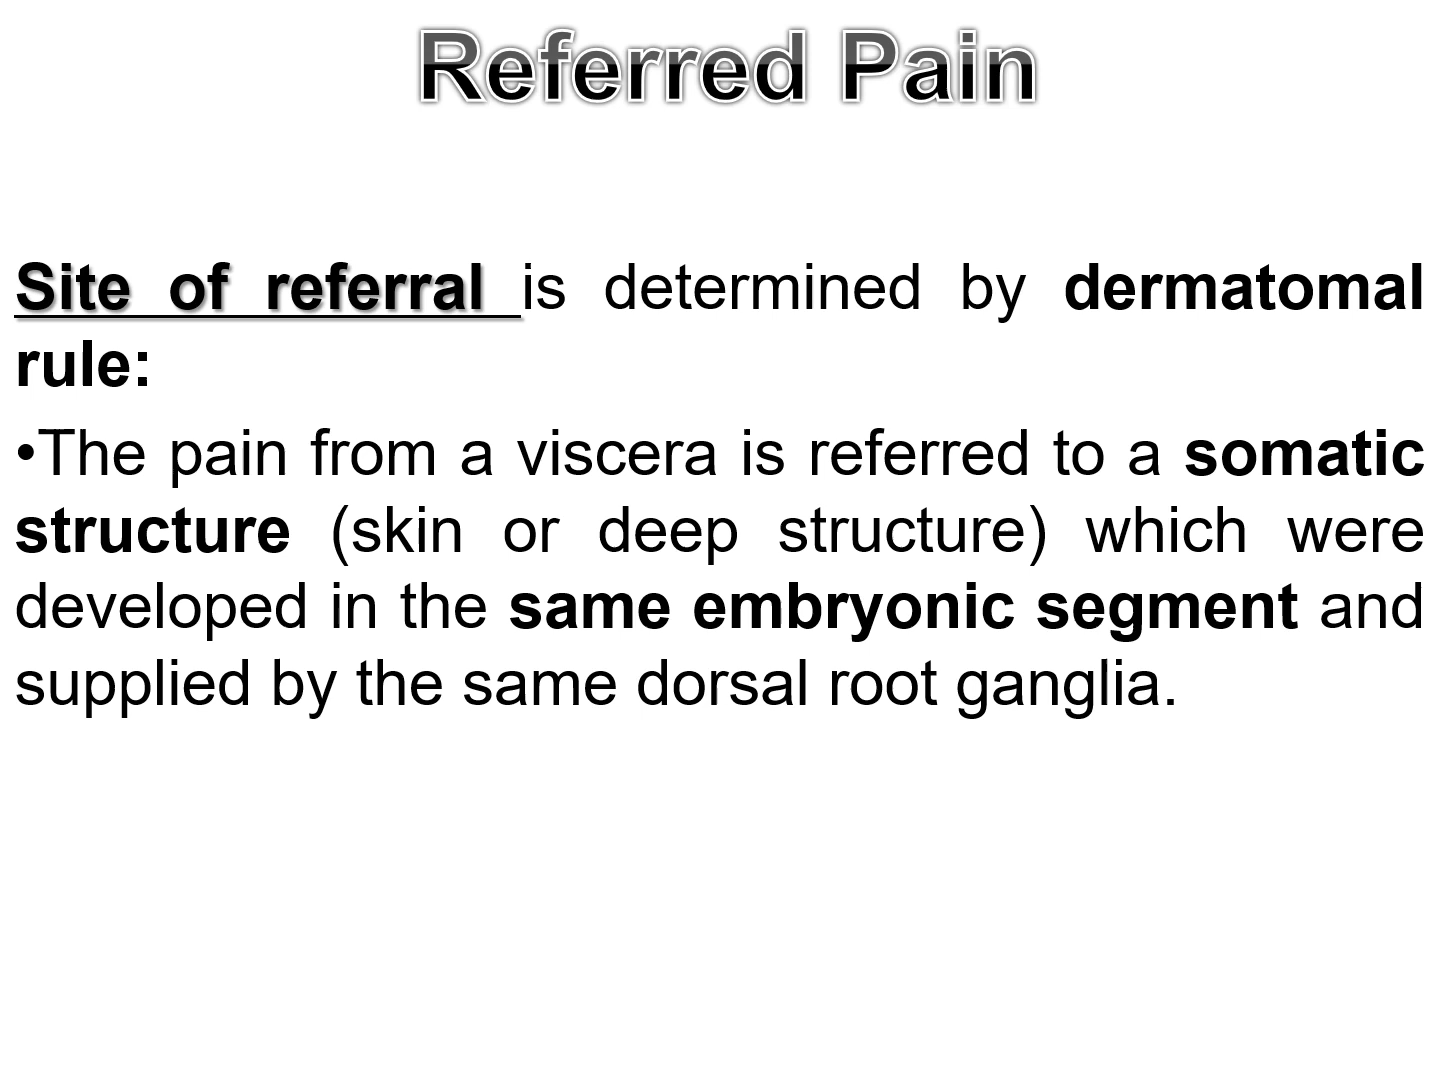 Referred Pain
Site of referral is determined by dermatomal
rule:
•The pain from a viscera is referred to a somatic
structure (skin or deep structure) which were
developed in the same embryonic segment and
supplied by the same dorsal root ganglia.